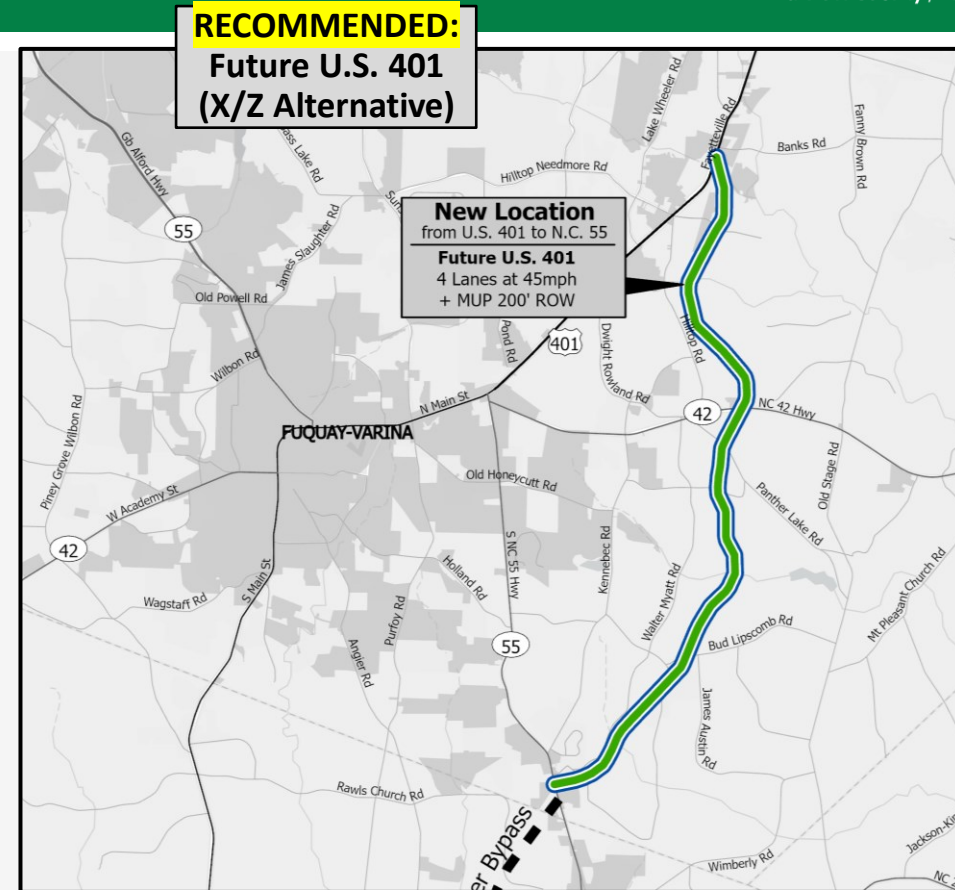 RECOMMENDED:
Future U.S. 401
(X/Z Alternative)
Gb Alford Hwy
55
James Slaughter Rd
Old Powell Rd
Wilbon Rd
Piney Grove Wilbon Rd
W Academy St
42
Wagstaff Rd
S Main St
FUQUAY-VARINA
N Main St
Hilltop Needmore Rd
Lake Wheeler Rd
Fayetteville Rd
Banks Rd
Fanny Brown Rd
New Location
from U.S. 401 to N.C. 55
Future U.S. 401
4 Lanes at 45mph
+ MUP 200' ROW
Pond Rd
401
Dwight Rowland Rd
Hilltop Rd
42
NC 42 Hwy
Old Honeycutt Rd
Panther Lake Rd
Old Stage Rd
S NC 55 Hwy
Kennebec Rd
Holland Rd
Purfoy Rd
Angier Rd
Walter Myatt Rd
Mt Pleasant Church Rd
55
Bud Lipscomb Rd
James Austin Rd
Rawls Church Rd
Bypass
Wimberly Rd
NC